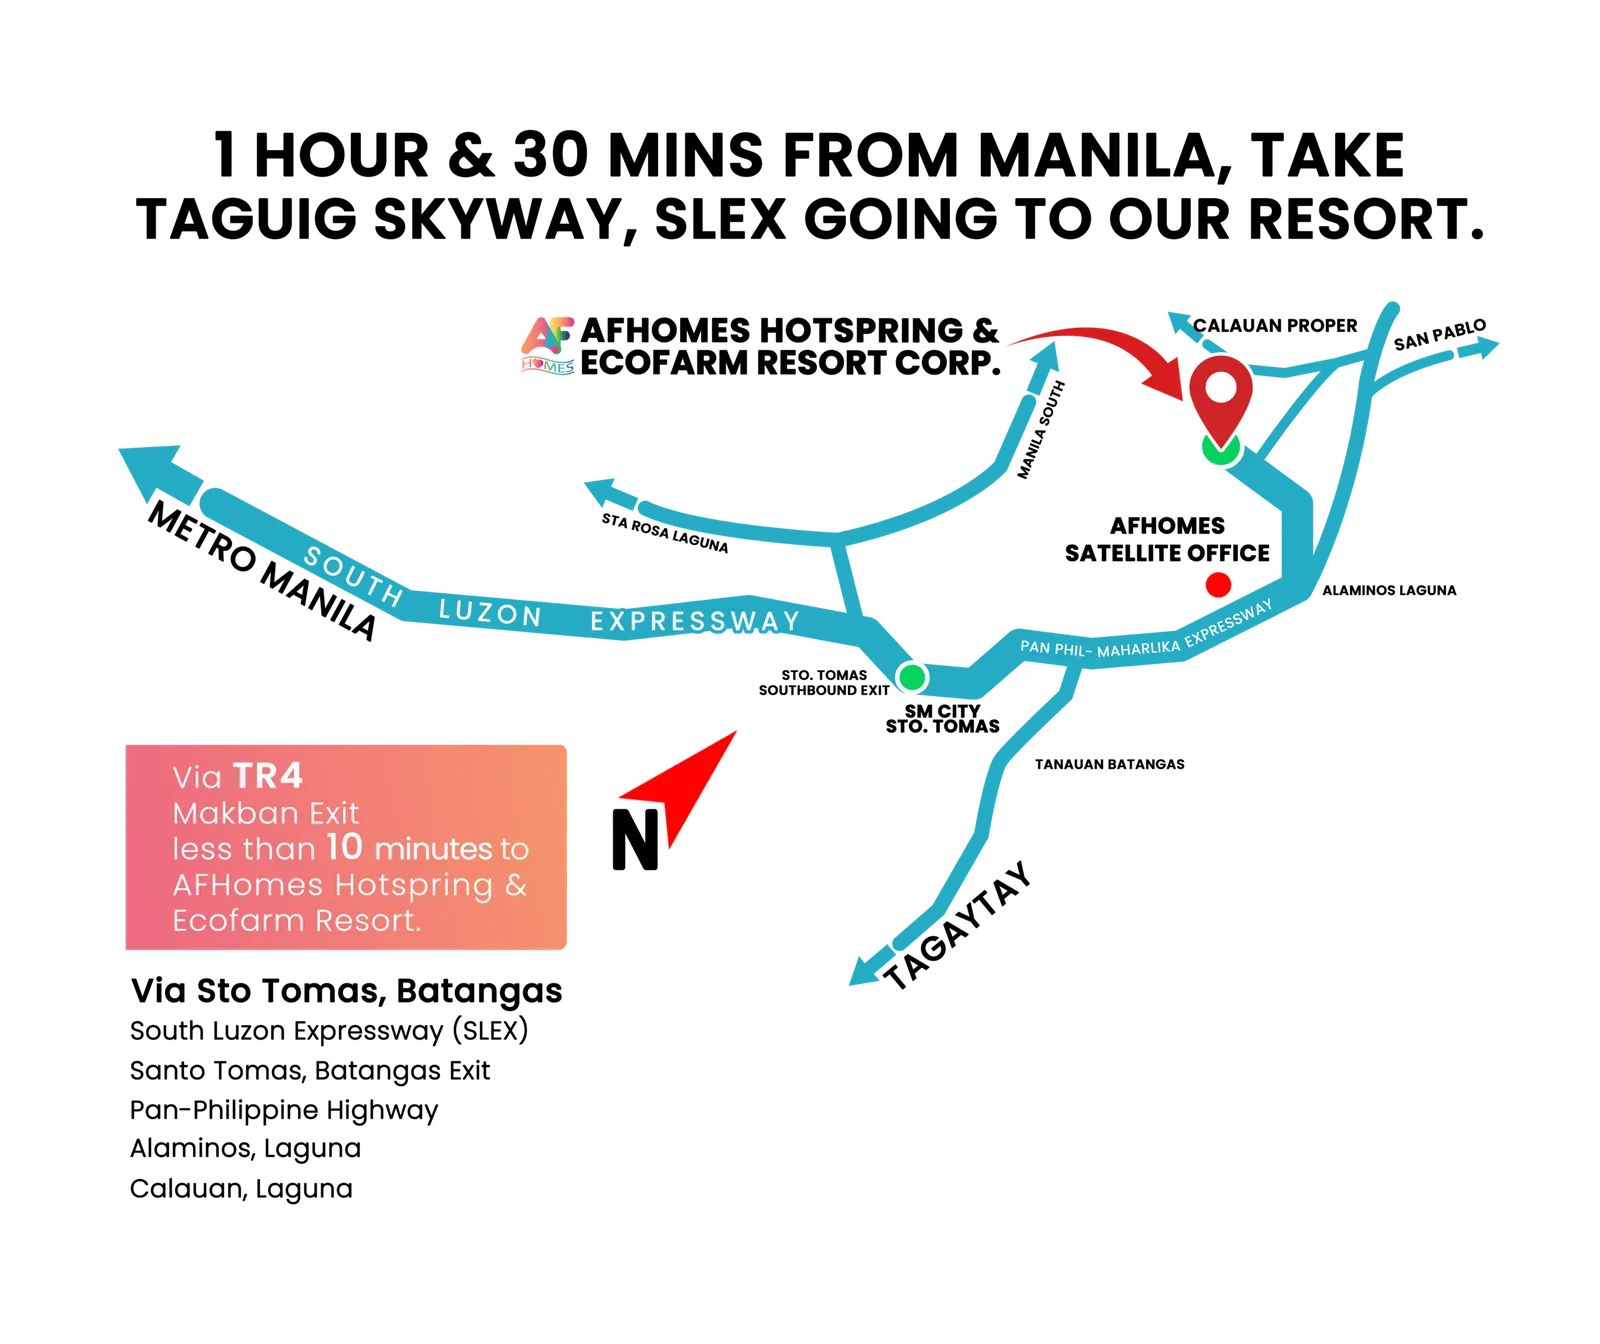 1 HOUR & 30 MINS FROM MANILA, TAKE
TAGUIG SKYWAY, SLEX GOING TO OUR RESORT.
AF
HOMES
AFHOMES HOTSPRING &
ECOFARM RESORT CORP.
CALAUAN PROPER
SAN PABLO
MANILA SOUTH
STA ROSA LAGUNA
METRO MANILA
SOUTH LUZON EXPRESSWAY
AFHOMES
SATELLITE OFFICE
ALAMINOS LAGUNA
PAN PHIL- MAHARLIKA EXPRESSWAY
STO. TOMAS
SOUTHBOUND EXIT
SM CITY
STO. TOMAS
TANAUAN BATANGAS
TAGAYTAY
N
Via TR4
Makban Exit
less than 10 minutes to
AFHomes Hotspring &
Ecofarm Resort.
Via Sto Tomas, Batangas
South Luzon Expressway (SLEX)
Santo Tomas, Batangas Exit
Pan-Philippine Highway
Alaminos, Laguna
Calauan, Laguna